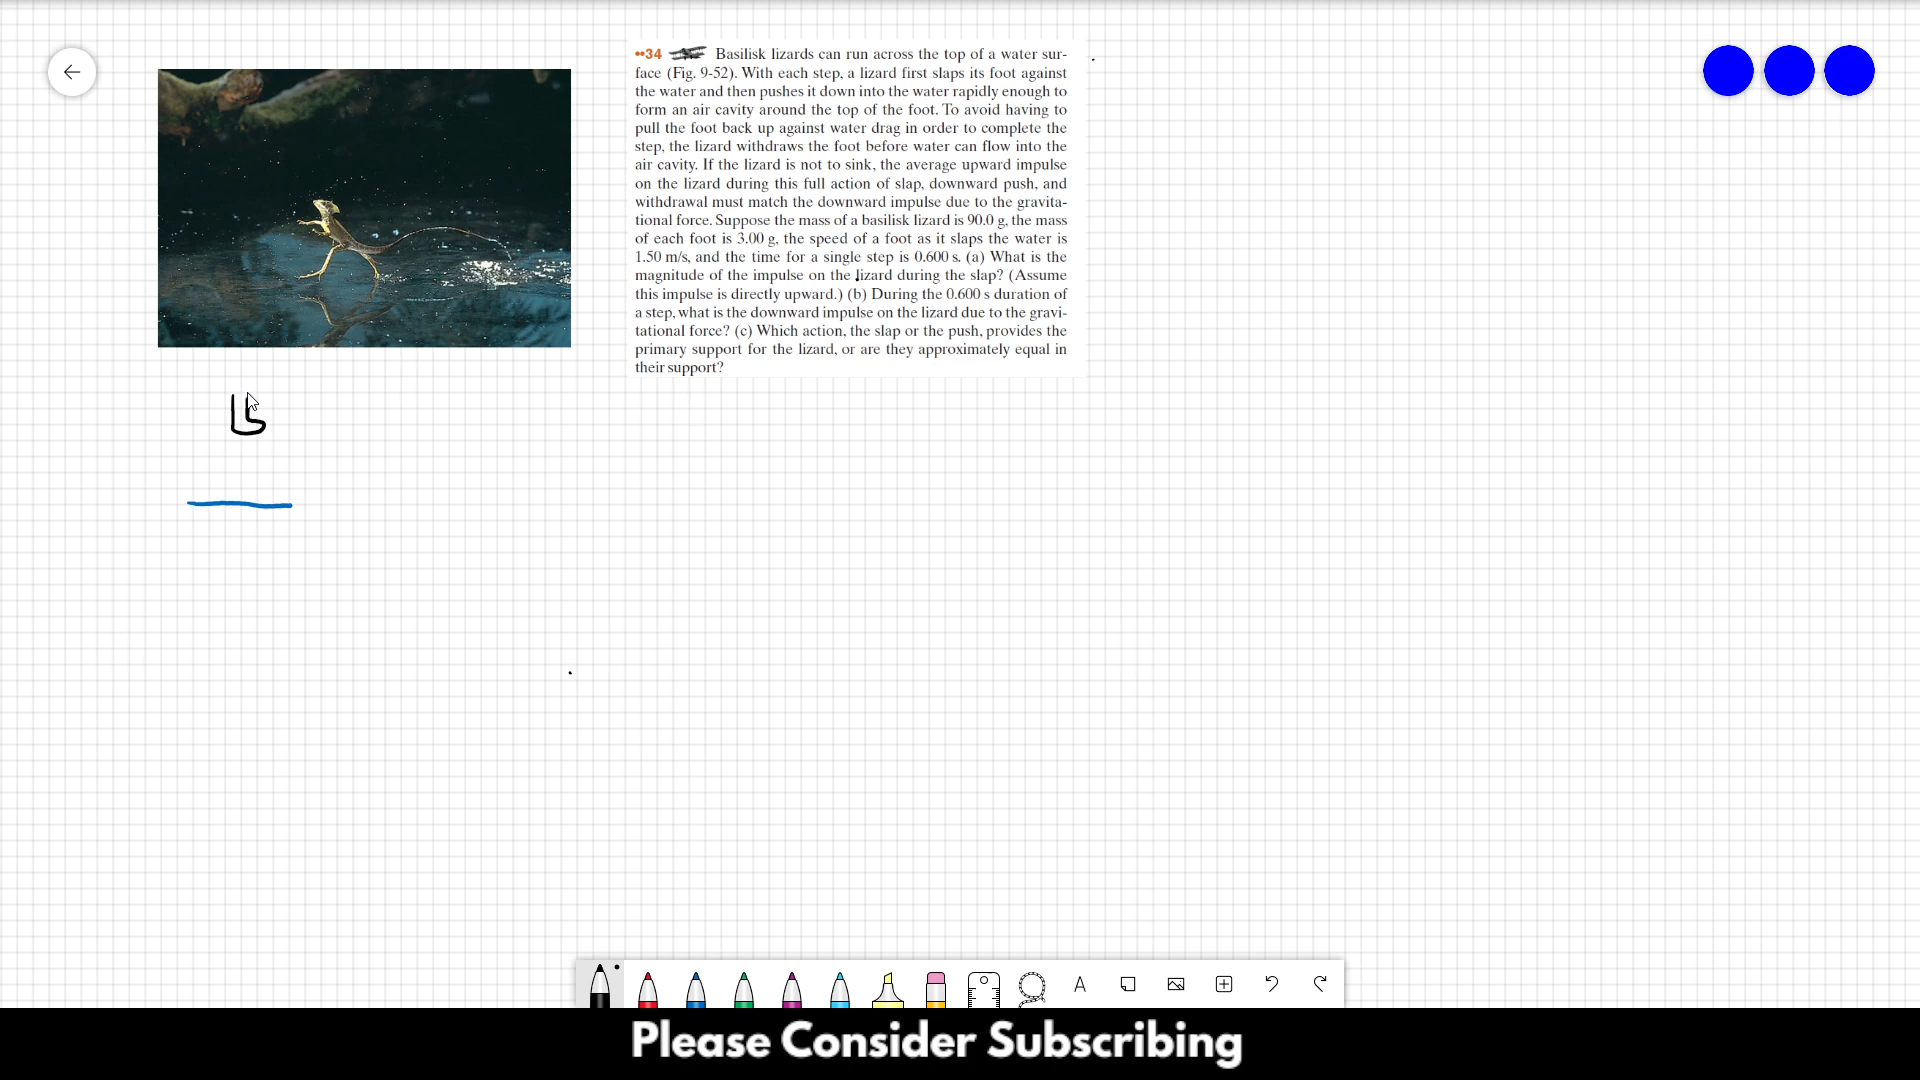 ••34 Basilisk lizards can run across the top of a water sur-
face (Fig. 9-52). With each step, a lizard first slaps its foot against
the water and then pushes it down into the water rapidly enough to
form an air cavity around the top of the foot. To avoid having to
pull the foot back up against water drag in order to complete the
step, the lizard withdraws the foot before water can flow into the
air cavity. If the lizard is not to sink, the average upward impulse
on the lizard during this full action of slap, downward push, and
withdrawal must match the downward impulse due to the gravita-
tional force. Suppose the mass of a basilisk lizard is 90.0 g, the mass
of each foot is 3.00 g, the speed of a foot as it slaps the water is
1.50 m/s, and the time for a single step is 0.600 s. (a) What is the
magnitude of the impulse on the lizard during the slap? (Assume
this impulse is directly upward.) (b) During the 0.600 s duration of
a step, what is the downward impulse on the lizard due to the gravi-
tational force? (c) Which action, the slap or the push, provides the
primary support for the lizard, or are they approximately equal in
their support?
A
Please Consider Subscribing